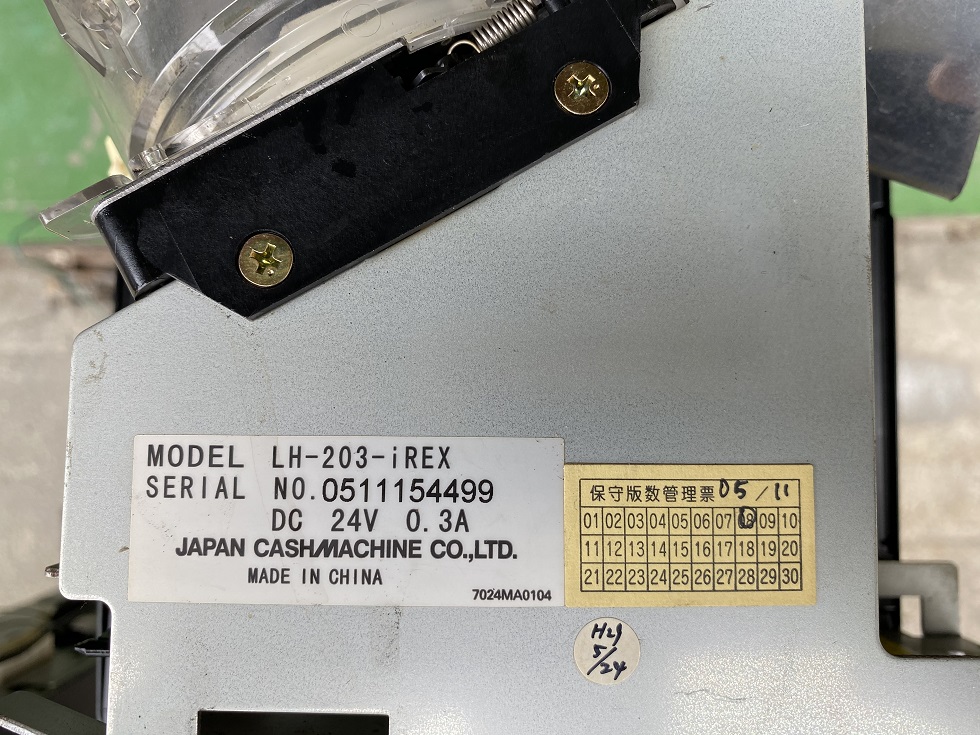 MODEL LH-203-iREX
SERIAL NO.0511154499
DC 24V 0.3A
JAPAN CASHMACHINE CO.,LTD.
MADE IN CHINA
7024MA0104
保守版数管理票 05/11
01 02 03 04 05 06 07 08 09 10
11 12 13 14 15 16 17 18 19 20
21 22 23 24 25 26 27 28 29 30
H29
5/24